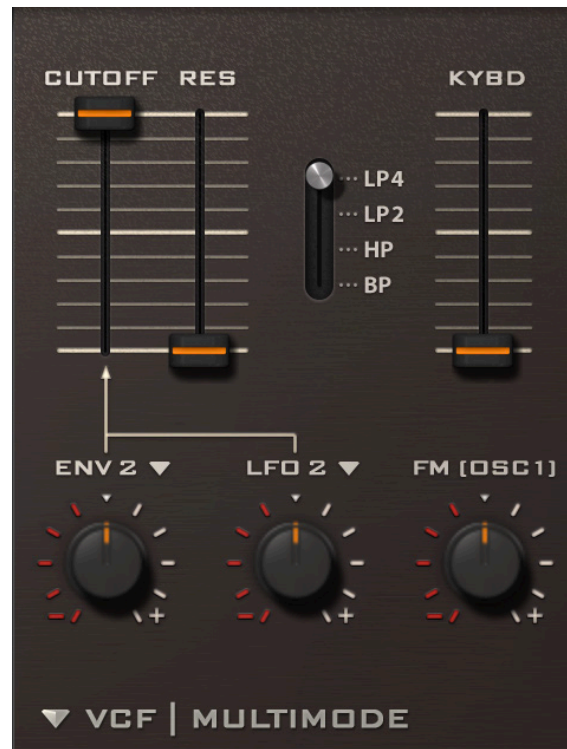 CUTOFF RES KYBD
LP4
LP2
HP
BP
ENV 2 LFO 2 FM [OSC1]
- + - + - +
VCF | MULTIMODE